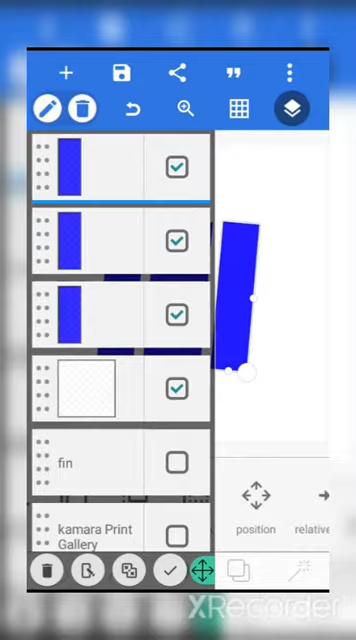 fin
kamara Print
Gallery
position
relative
XRecorder